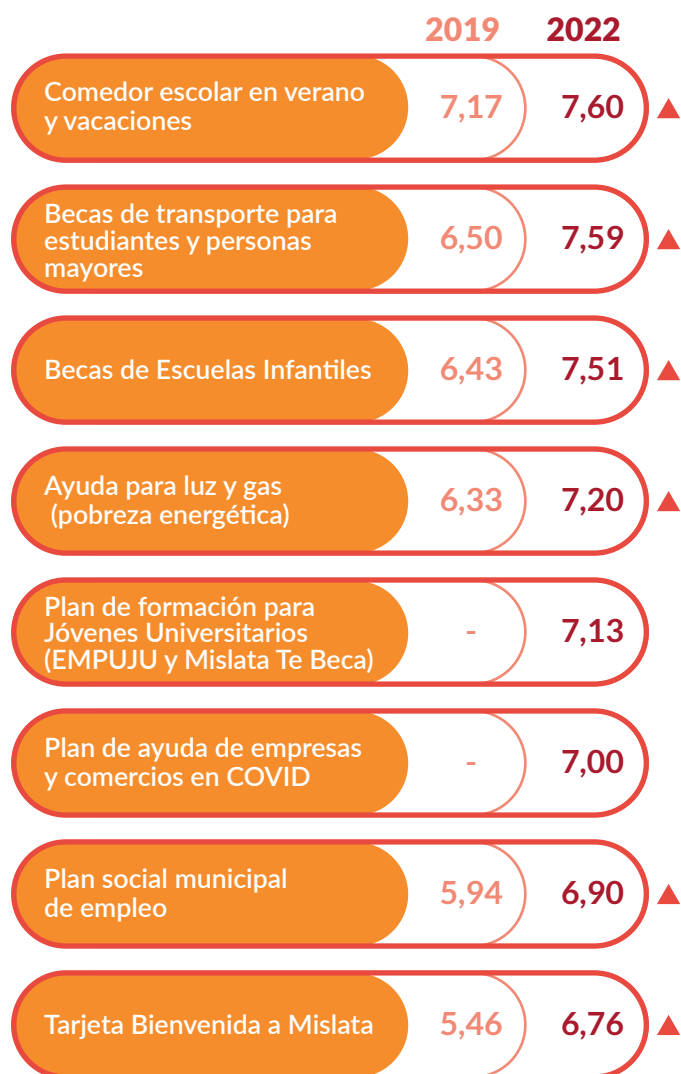 2019 2022
Comedor escolar en verano
y vacaciones
7,17 7,60
Becas de transporte para
estudiantes y personas
mayores
6,50 7,59
Becas de Escuelas Infantiles 6,43 7,51
Ayuda para luz y gas
(pobreza energética)
6,33 7,20
Plan de formación para
Jóvenes Universitarios
(EMPUJU y Mislata Te Beca)
- 7,13
Plan de ayuda de empresas
y comercios en COVID
- 7,00
Plan social municipal
de empleo
5,94 6,90
Tarjeta Bienvenida a Mislata 5,46 6,76